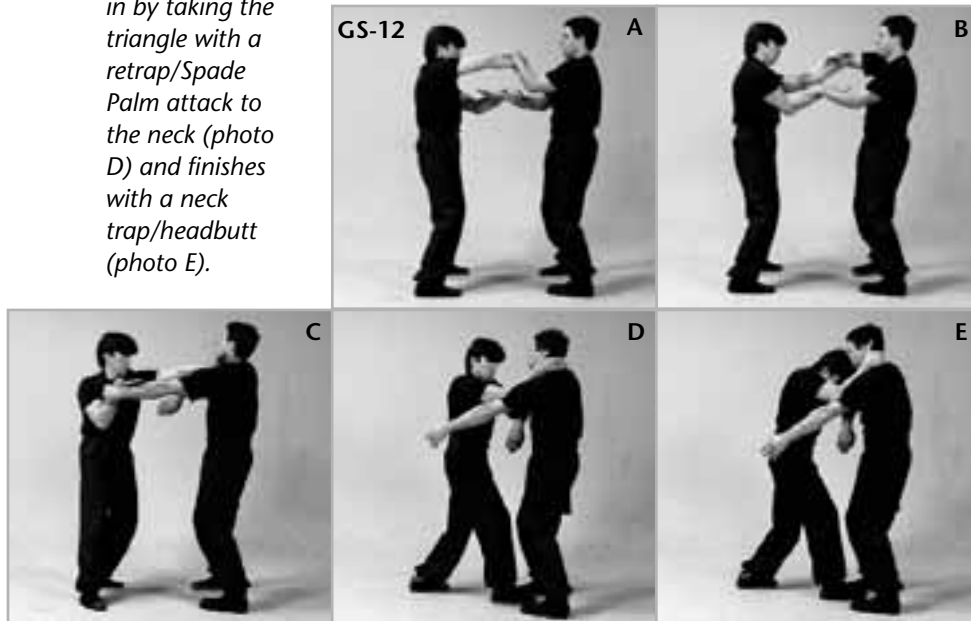 in by taking the
triangle with a
retrap/Spade
Palm attack to
the neck (photo
D) and finishes
with a neck
trap/headbutt
(photo E).
GS-12
A
B
C
D
E